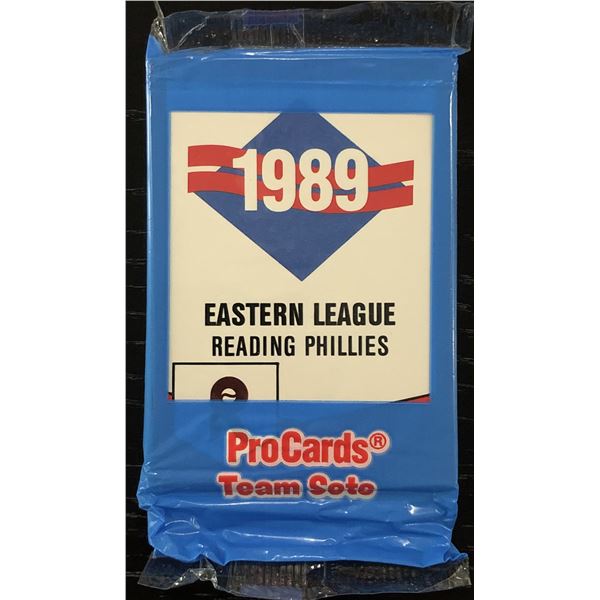 1989
EASTERN LEAGUE
READING PHILLIES
ProCards®
Team Sets